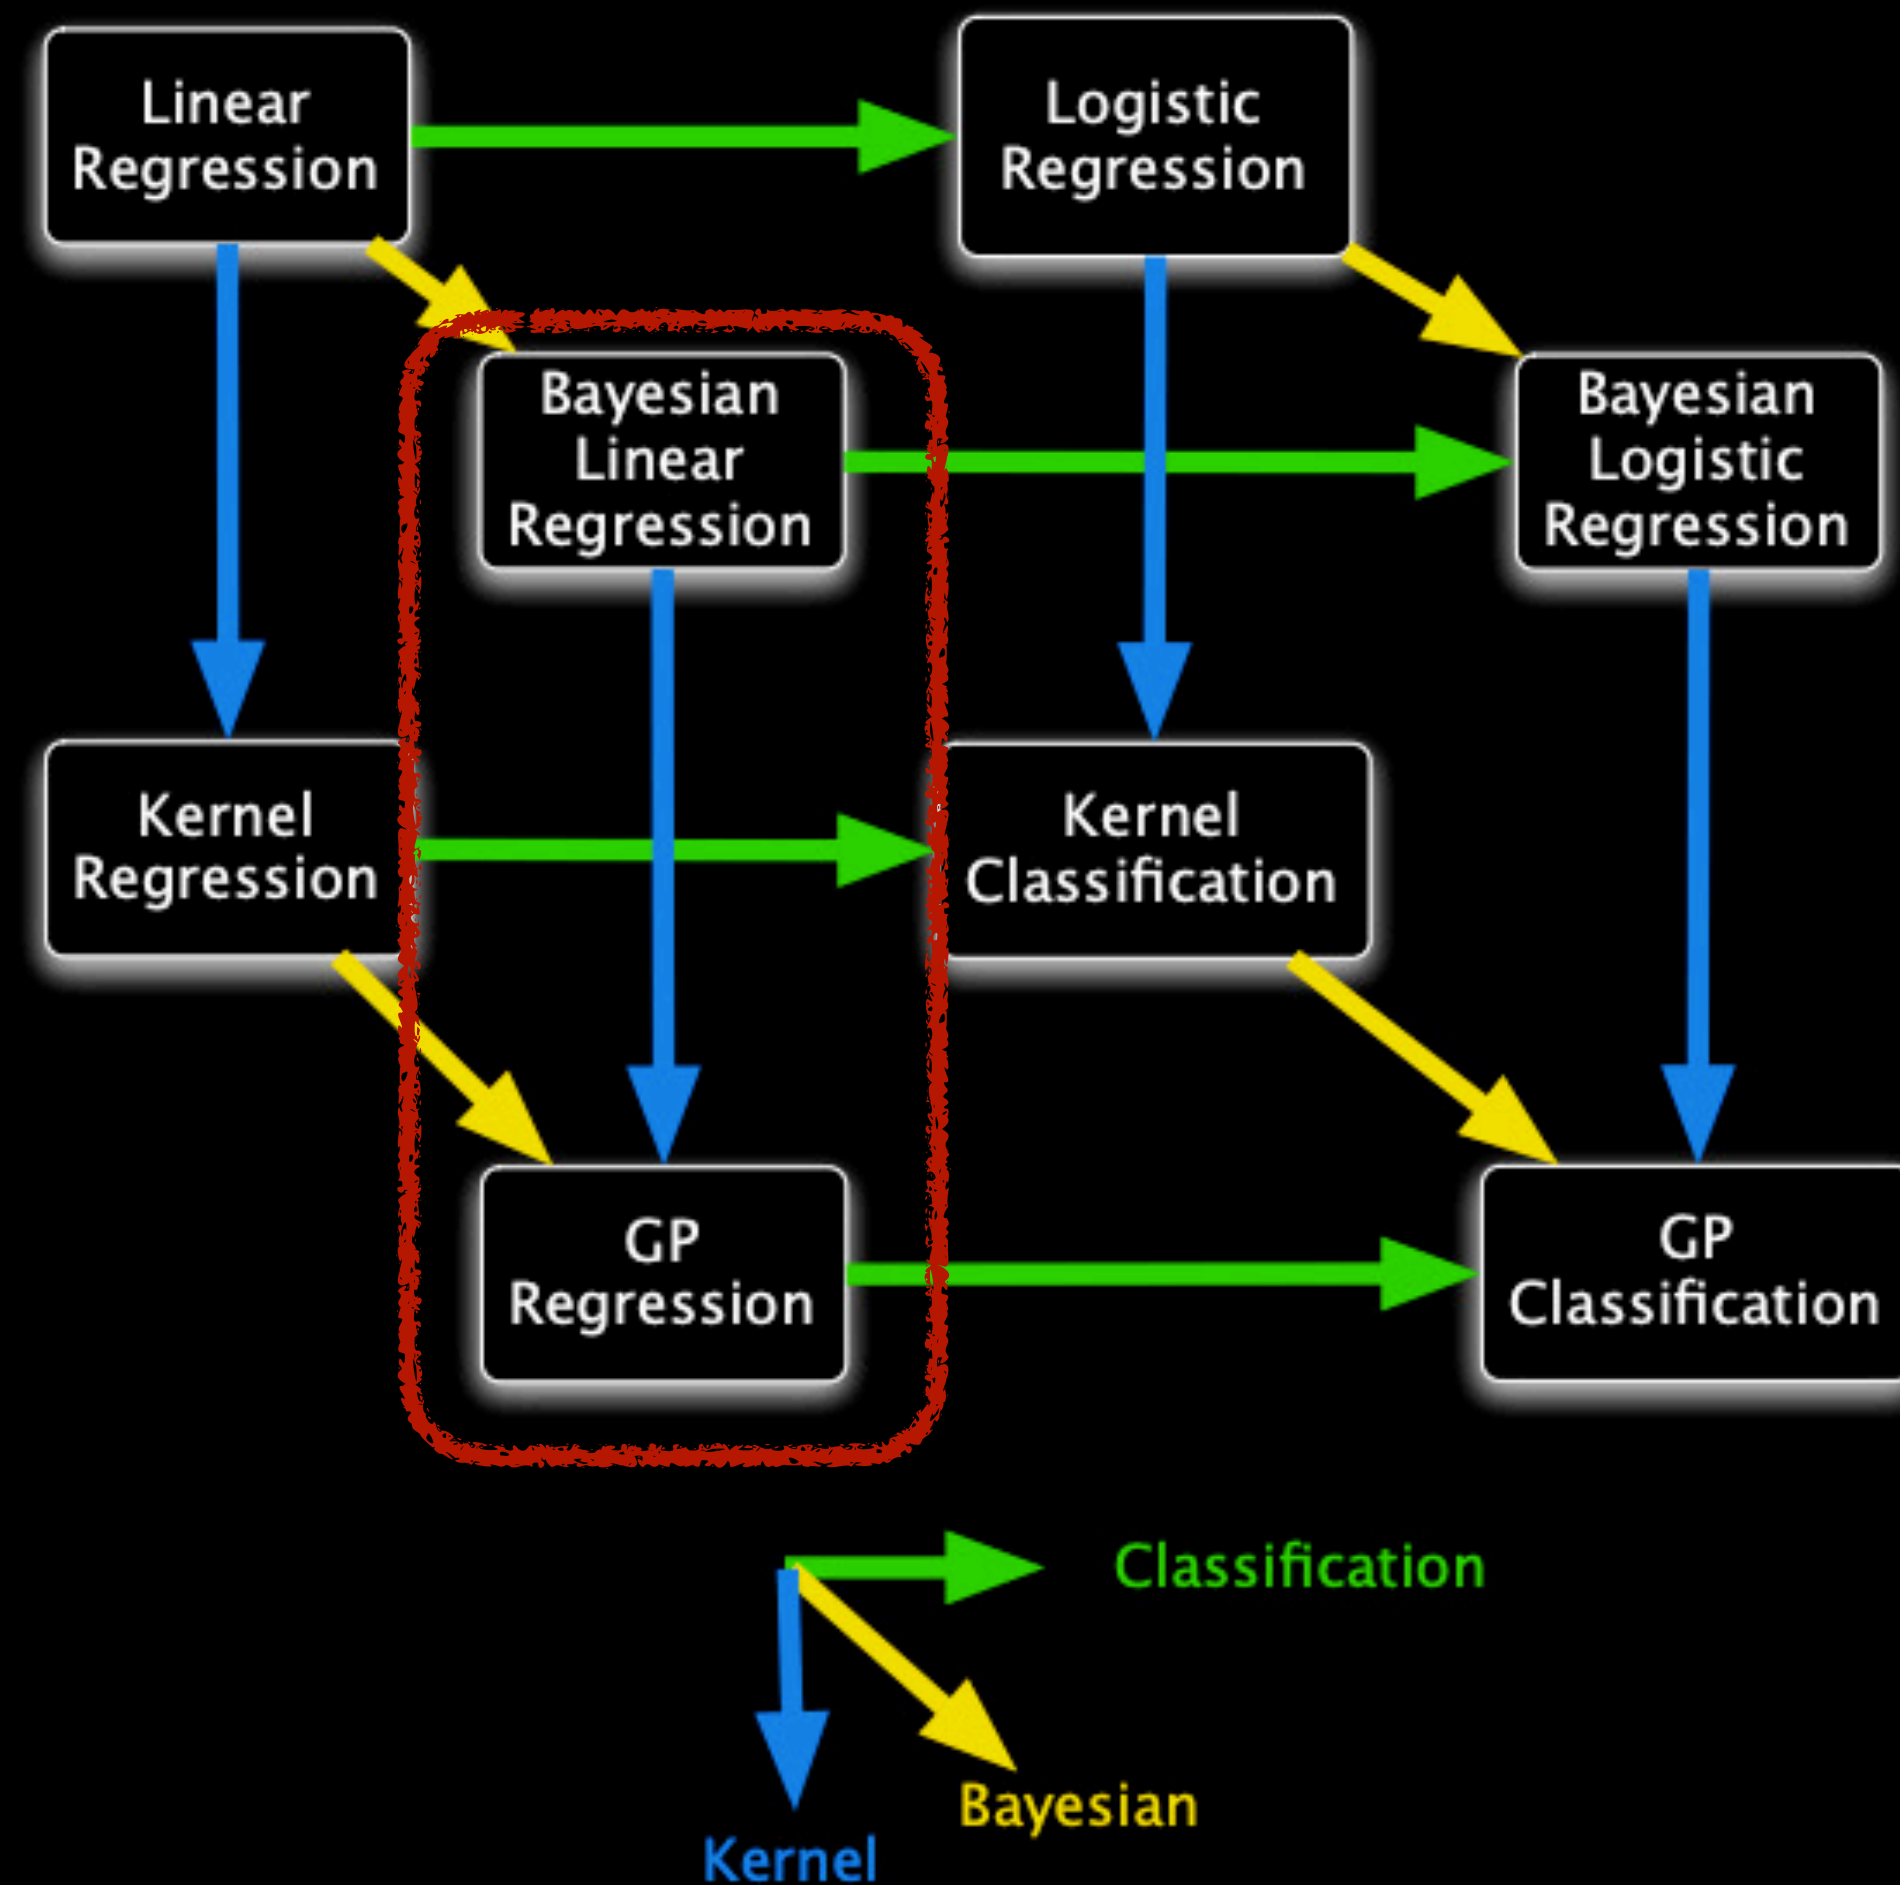 Linear
Regression
Logistic
Regression
Bayesian
Linear
Regression
Bayesian
Logistic
Regression
Kernel
Regression
Kernel
Classification
GP
Regression
GP
Classification
Classification
Bayesian
Kernel